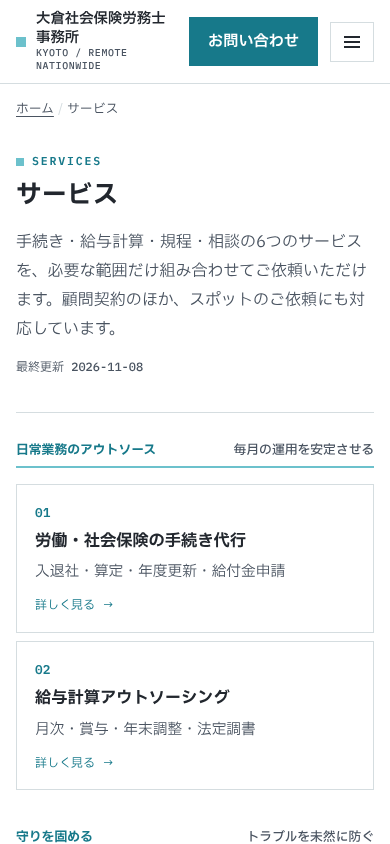 大倉社会保険労務士
事務所
KYOTO / REMOTE
NATIONWIDE
お問い合わせ
ホーム / サービス
SERVICES
サービス
手続き・給与計算・規程・相談の6つのサービス
を、必要な範囲だけ組み合わせてご依頼いただけ
ます。顧問契約のほか、スポットのご依頼にも対
応しています。
最終更新 2026-11-08
日常業務のアウトソース 毎月の運用を安定させる
01
労働・社会保険の手続き代行
入退社・算定・年度更新・給付金申請
詳しく見る →
02
給与計算アウトソーシング
月次・賞与・年末調整・法定調書
詳しく見る →
守りを固める トラブルを未然に防ぐ